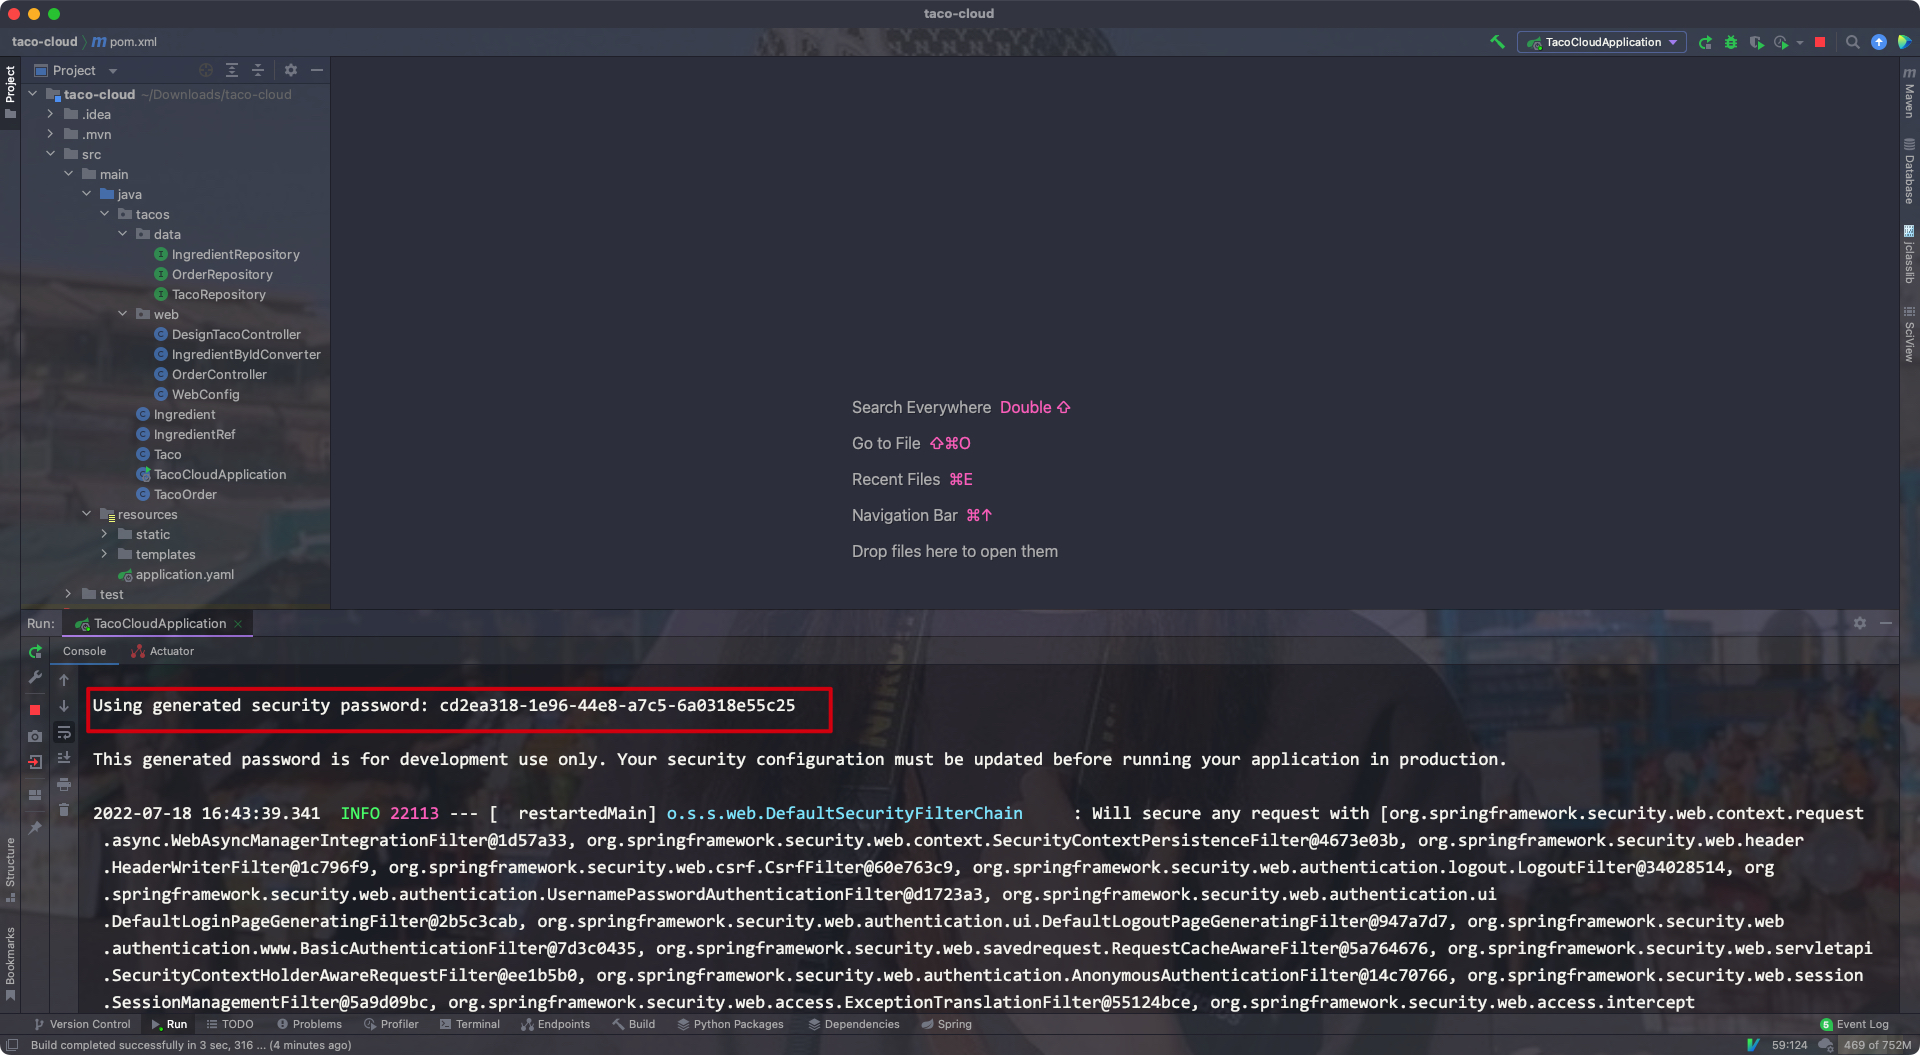 taco-cloud
taco-cloud
pom.xml
TacoCloudApplication
Project
Project
taco-cloud ~/Downloads/taco-cloud
.idea
.mvn
src
main
java
tacos
data
IngredientRepository
OrderRepository
TacoRepository
web
DesignTacoController
IngredientByIdConverter
OrderController
WebConfig
Ingredient
IngredientRef
Taco
TacoCloudApplication
TacoOrder
resources
static
templates
application.yaml
test
Search Everywhere Double ⇧
Go to File ⇧⌘O
Recent Files ⌘E
Navigation Bar ⌘↑
Drop files here to open them
Maven
Database
jclasslib
SciView
Run: TacoCloudApplication
Console Actuator
Using generated security password: cd2ea318-1e96-44e8-a7c5-6a0318e55c25
This generated password is for development use only. Your security configuration must be updated before running your application in production.
2022-07-18 16:43:39.341 INFO 22113 --- [ restartedMain] o.s.s.web.DefaultSecurityFilterChain : Will secure any request with [org.springframework.security.web.context.request
.async.WebAsyncManagerIntegrationFilter@1d57a33, org.springframework.security.web.context.SecurityContextPersistenceFilter@4673e03b, org.springframework.security.web.header
.HeaderWriterFilter@1c796f9, org.springframework.security.web.csrf.CsrfFilter@60e763c9, org.springframework.security.web.authentication.logout.LogoutFilter@34028514, org
.springframework.security.web.authentication.UsernamePasswordAuthenticationFilter@d1723a3, org.springframework.security.web.authentication.ui
.DefaultLoginPageGeneratingFilter@2b5c3cab, org.springframework.security.web.authentication.ui.DefaultLogoutPageGeneratingFilter@947a7d7, org.springframework.security.web
.authentication.www.BasicAuthenticationFilter@7d3c0435, org.springframework.security.web.savedrequest.RequestCacheAwareFilter@5a764676, org.springframework.security.web.servletapi
.SecurityContextHolderAwareRequestFilter@ee1b5b0, org.springframework.security.web.authentication.AnonymousAuthenticationFilter@14c70766, org.springframework.security.web.session
.SessionManagementFilter@5a9d09bc, org.springframework.security.web.access.ExceptionTranslationFilter@55124bce, org.springframework.security.web.access.intercept
Structure
Bookmarks
Version Control Run TODO Problems Profiler Terminal Endpoints Build Python Packages Dependencies Spring 5 Event Log
Build completed successfully in 3 sec, 316 ... (4 minutes ago) 59:124 469 of 752M